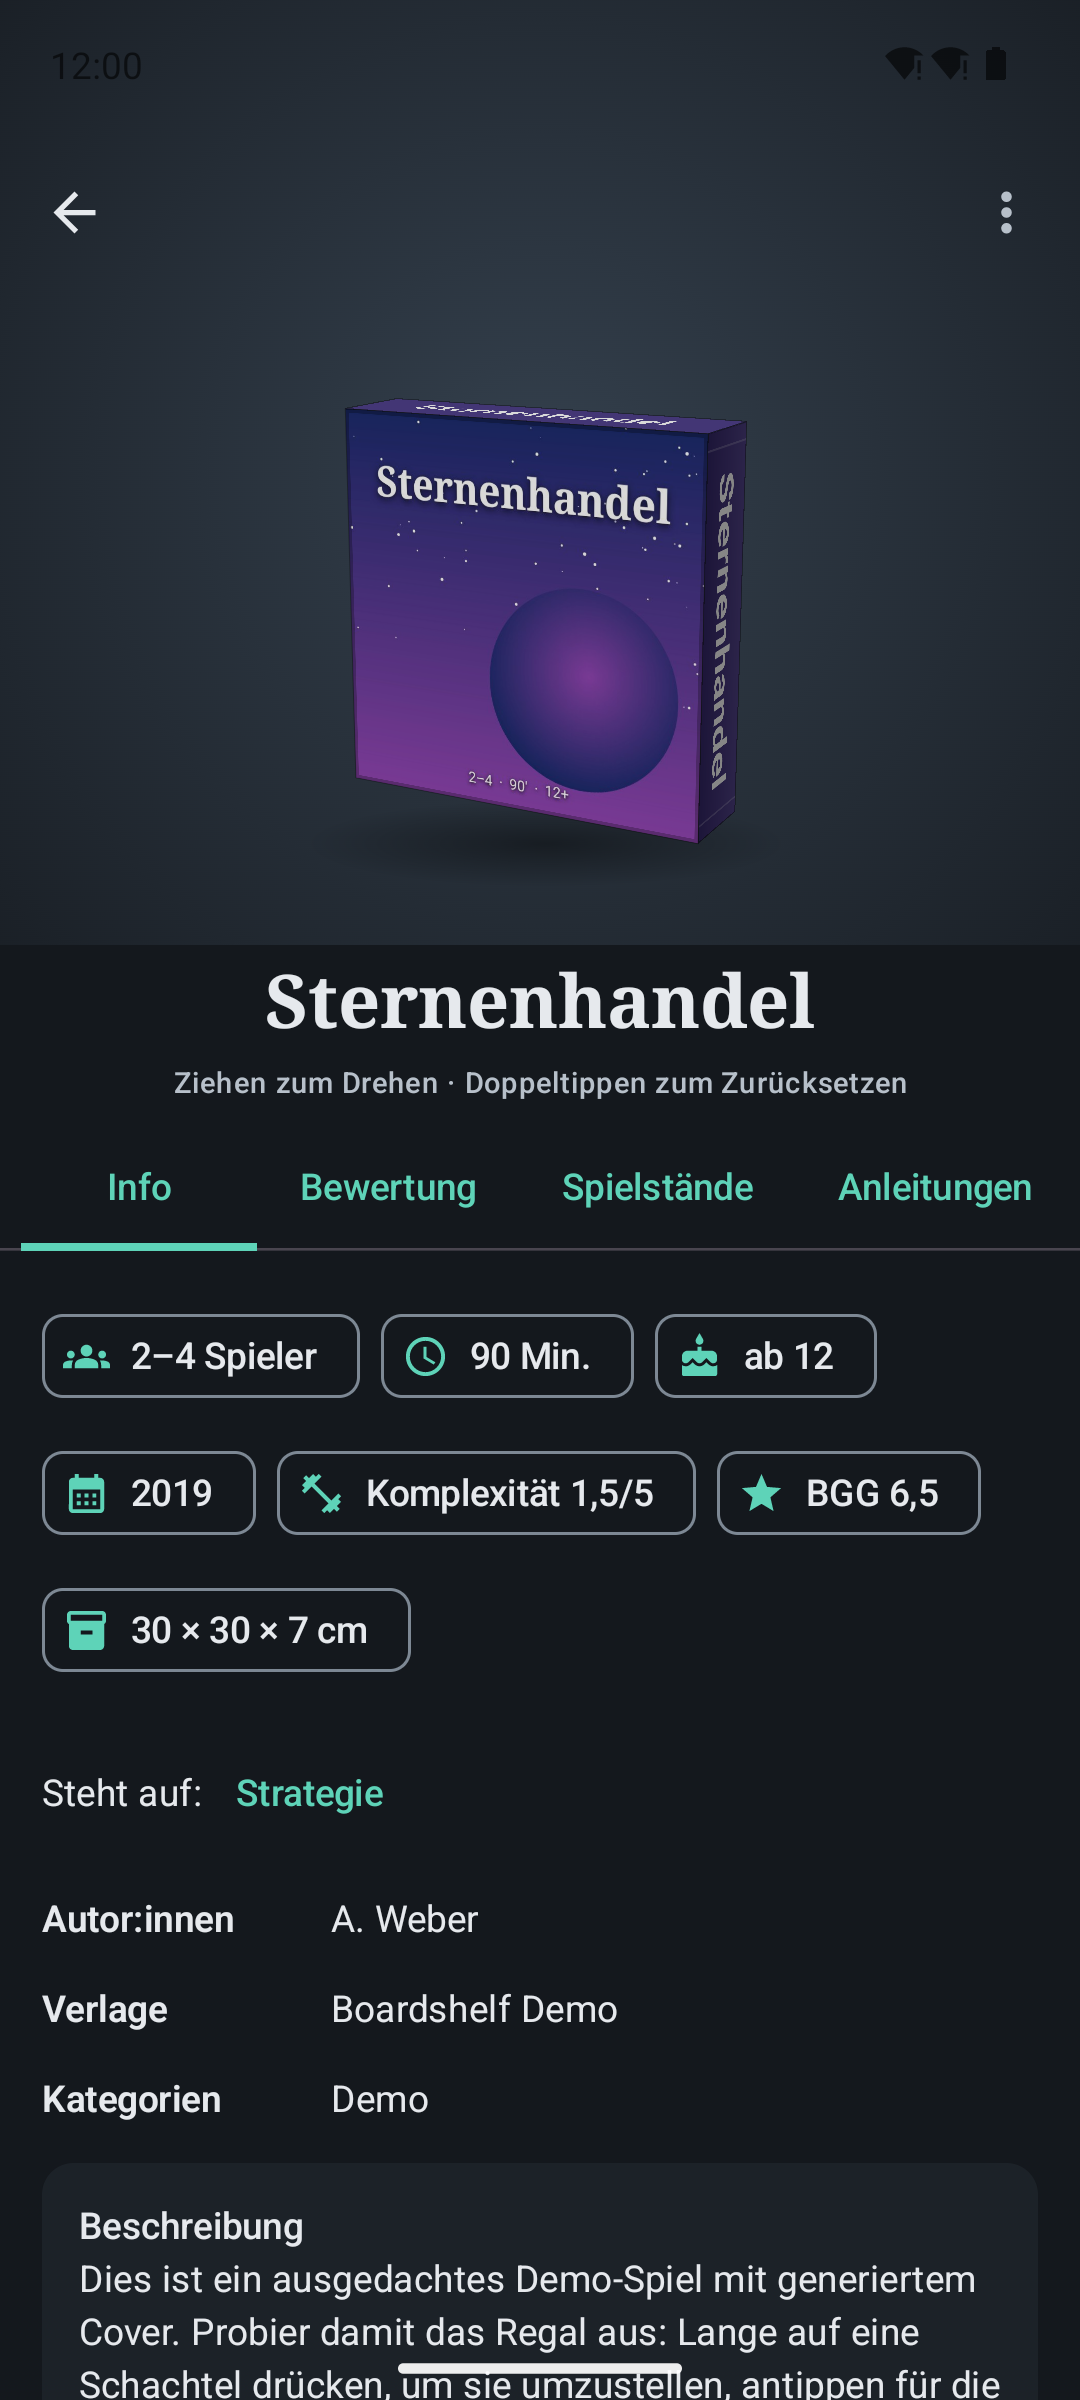 12:00
Sternenhandel
Sternenhandel
Sternenhandel
2–4 · 90' · 12+
Sternenhandel
Ziehen zum Drehen · Doppeltippen zum Zurücksetzen
Info Bewertung Spielstände Anleitungen
2–4 Spieler 90 Min. ab 12
2019 Komplexität 1,5/5 BGG 6,5
30 × 30 × 7 cm
Steht auf: Strategie
Autor:innen A. Weber
Verlage Boardshelf Demo
Kategorien Demo
Beschreibung
Dies ist ein ausgedachtes Demo-Spiel mit generiertem
Cover. Probier damit das Regal aus: Lange auf eine
Schachtel drücken, um sie umzustellen, antippen für die